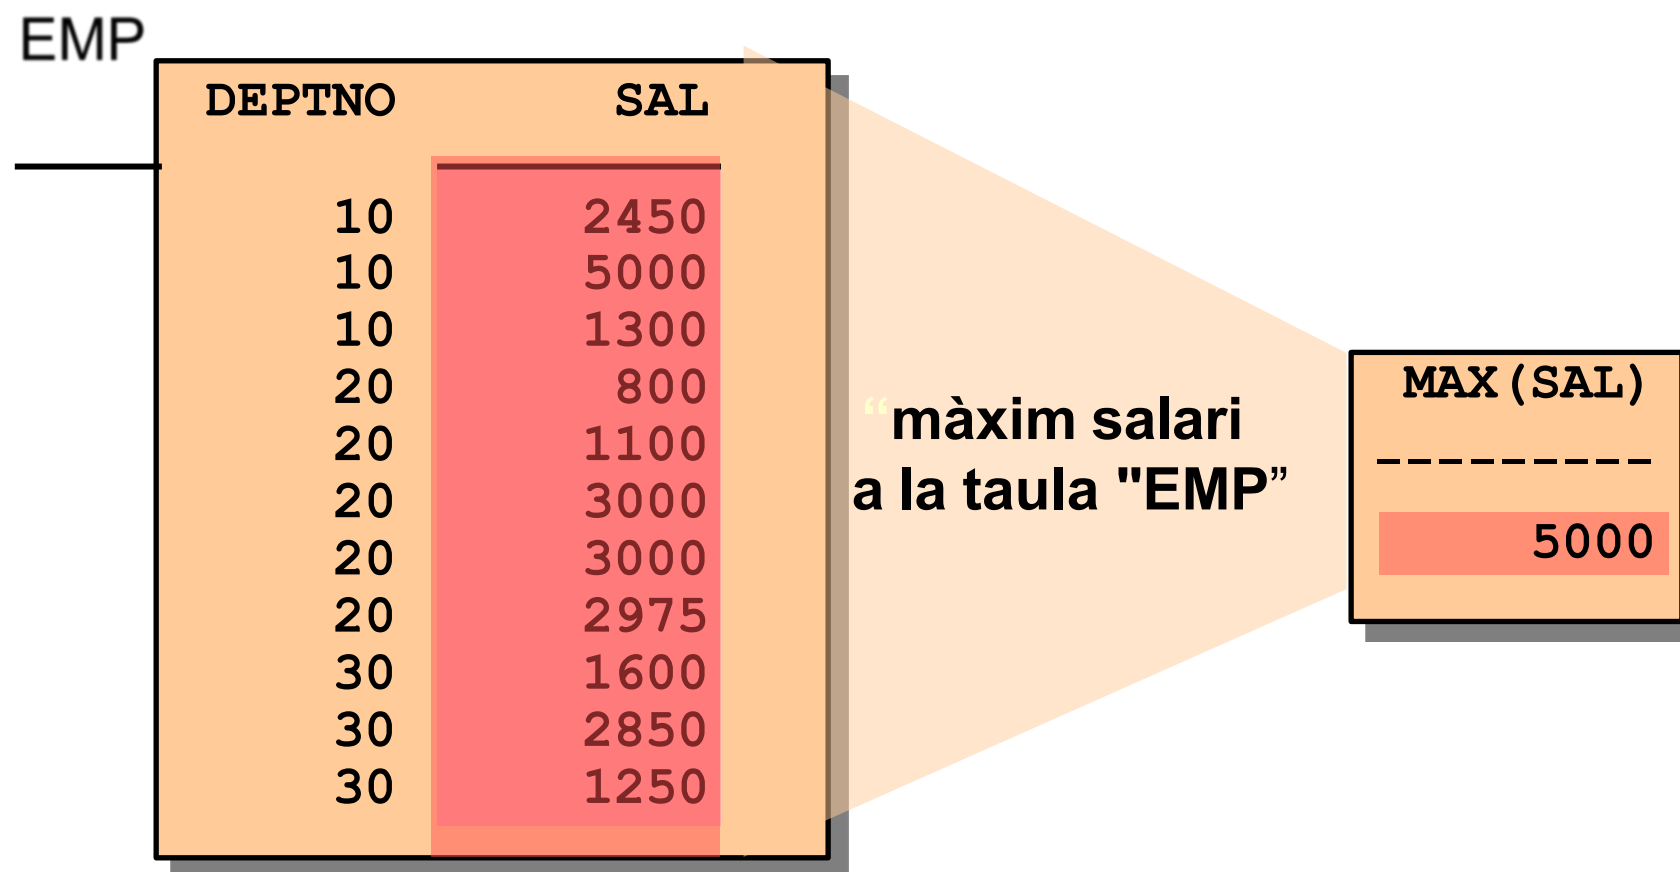 EMP
DEPTNO SAL
10 2450
10 5000
10 1300
20 800
20 1100
20 3000
20 3000
20 2975
30 1600
30 2850
30 1250
“màxim salari
a la taula "EMP”
MAX(SAL)
---------
5000